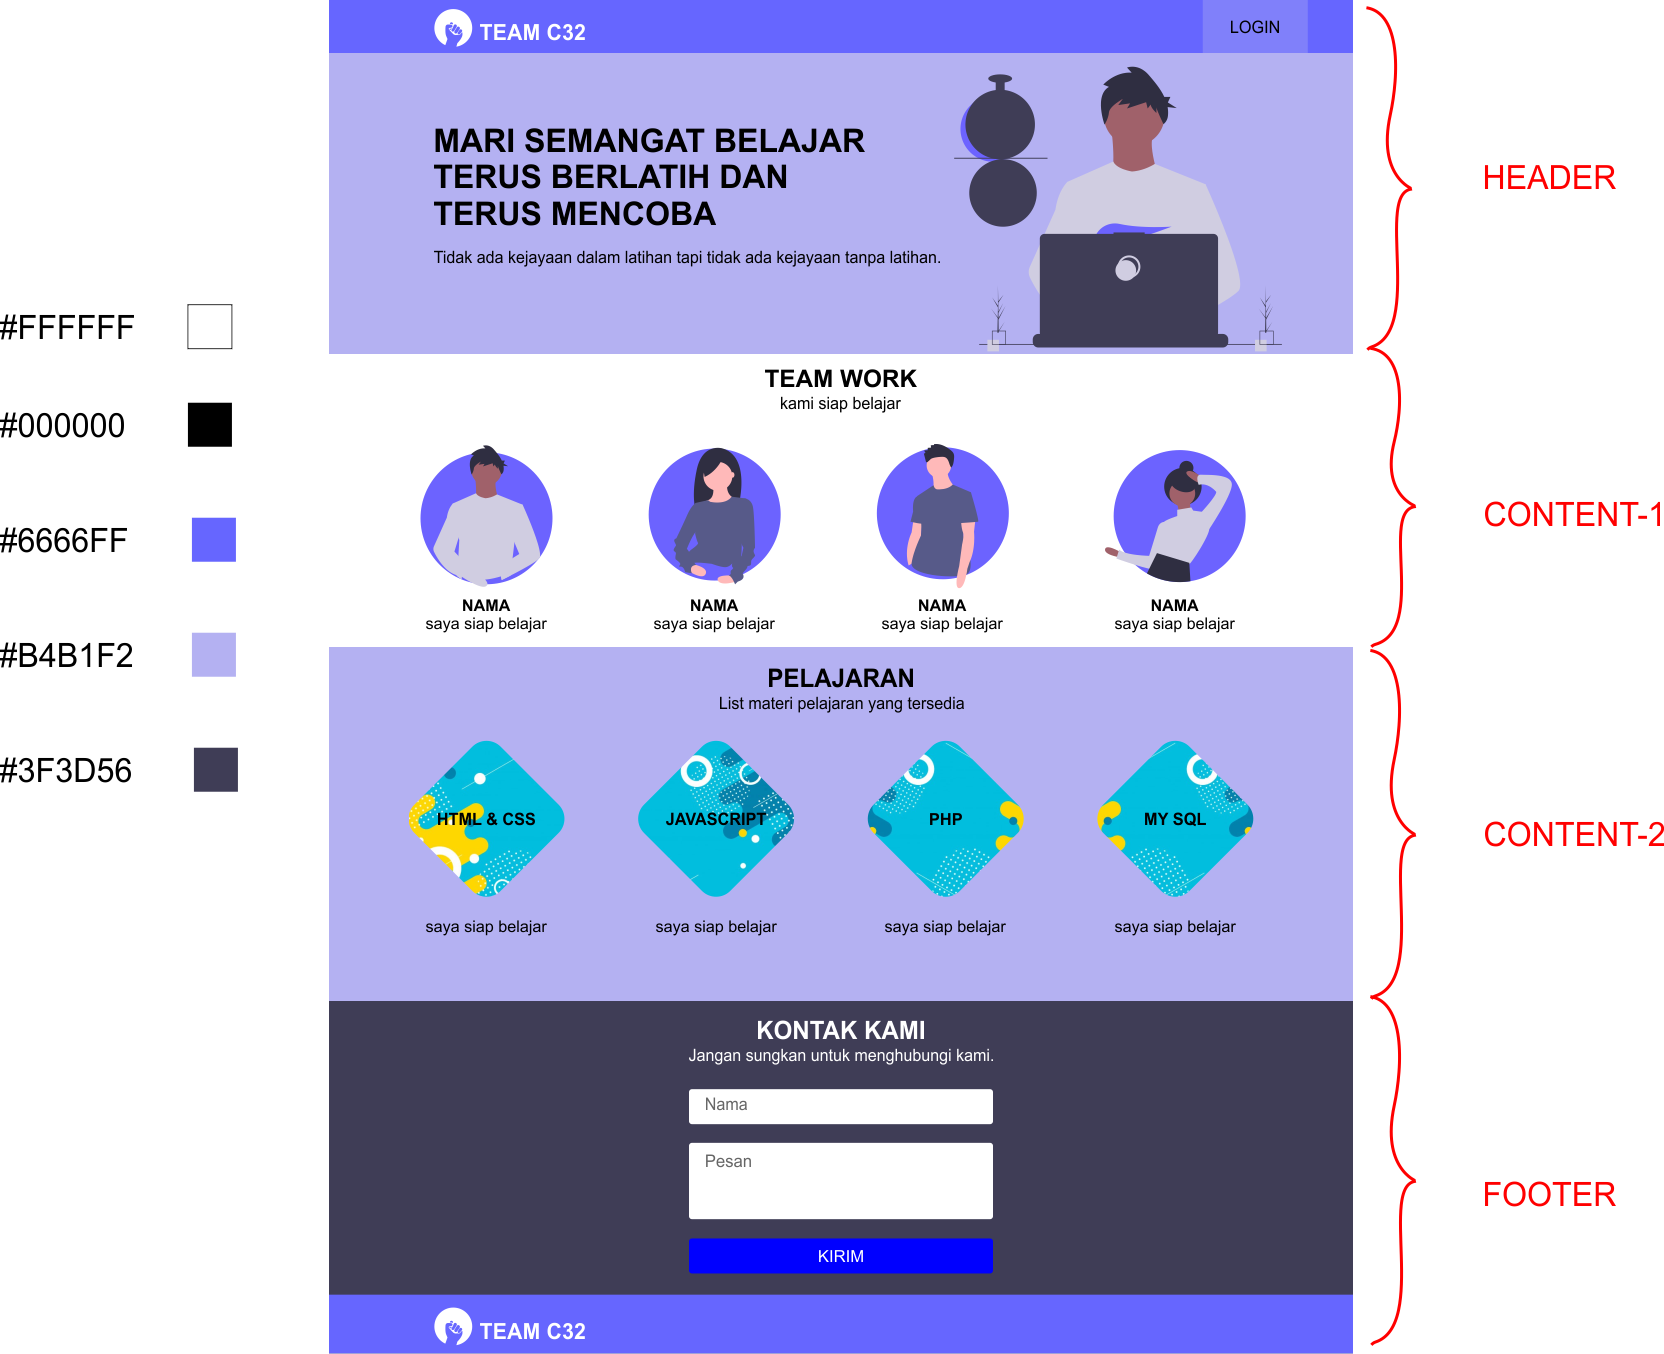 #FFFFFF
#000000
#6666FF
#B4B1F2
#3F3D56
TEAM C32
LOGIN
MARI SEMANGAT BELAJAR
TERUS BERLATIH DAN
TERUS MENCOBA
Tidak ada kejayaan dalam latihan tapi tidak ada kejayaan tanpa latihan.
HEADER
TEAM WORK
kami siap belajar
NAMA
saya siap belajar
NAMA
saya siap belajar
NAMA
saya siap belajar
NAMA
saya siap belajar
CONTENT-1
PELAJARAN
List materi pelajaran yang tersedia
HTML & CSS
saya siap belajar
JAVASCRIPT
saya siap belajar
PHP
saya siap belajar
MY SQL
saya siap belajar
CONTENT-2
KONTAK KAMI
Jangan sungkan untuk menghubungi kami.
Nama
Pesan
KIRIM
FOOTER
TEAM C32